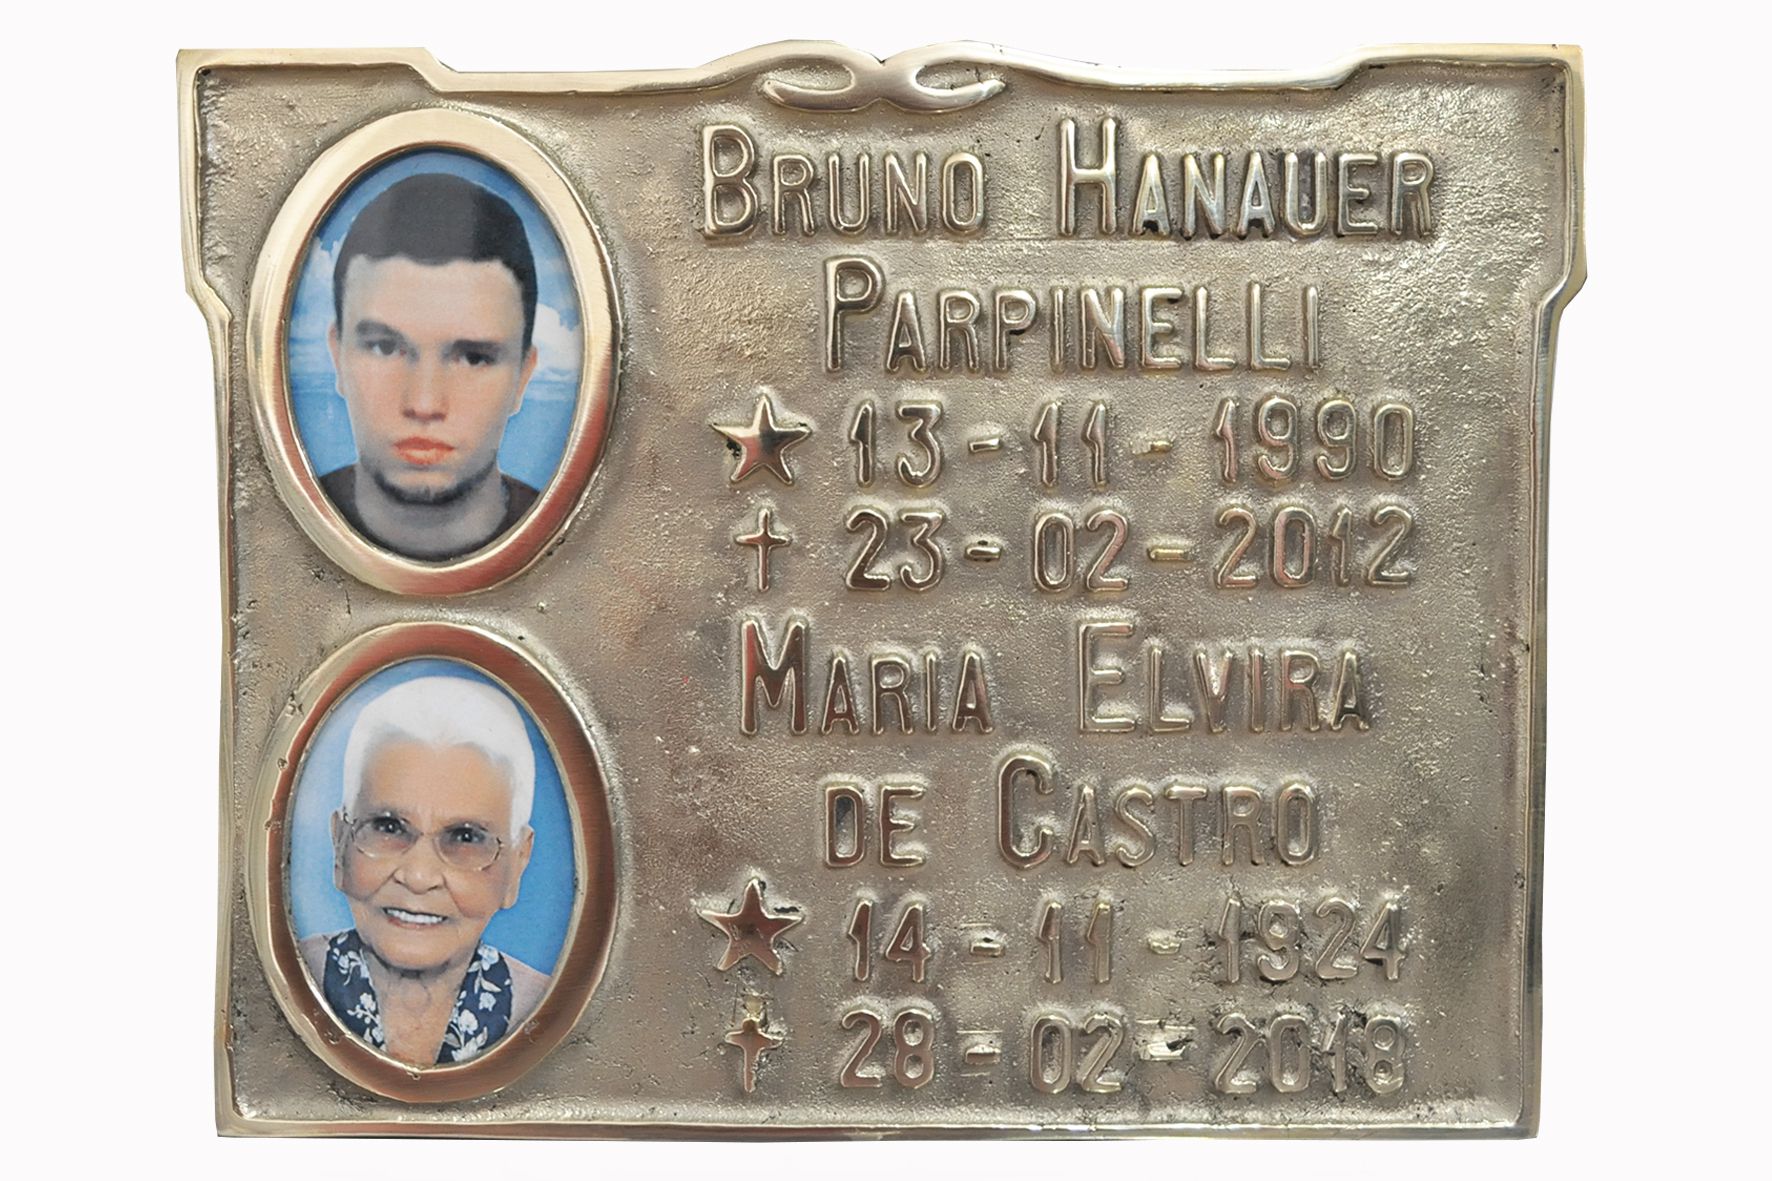 BRUNO HANAUER
PARPINELLI
★ 13-11-1990
✝ 23-02-2012
MARIA ELVIRA
DE CASTRO
★ 14-11-1924
✝ 28-02-2018